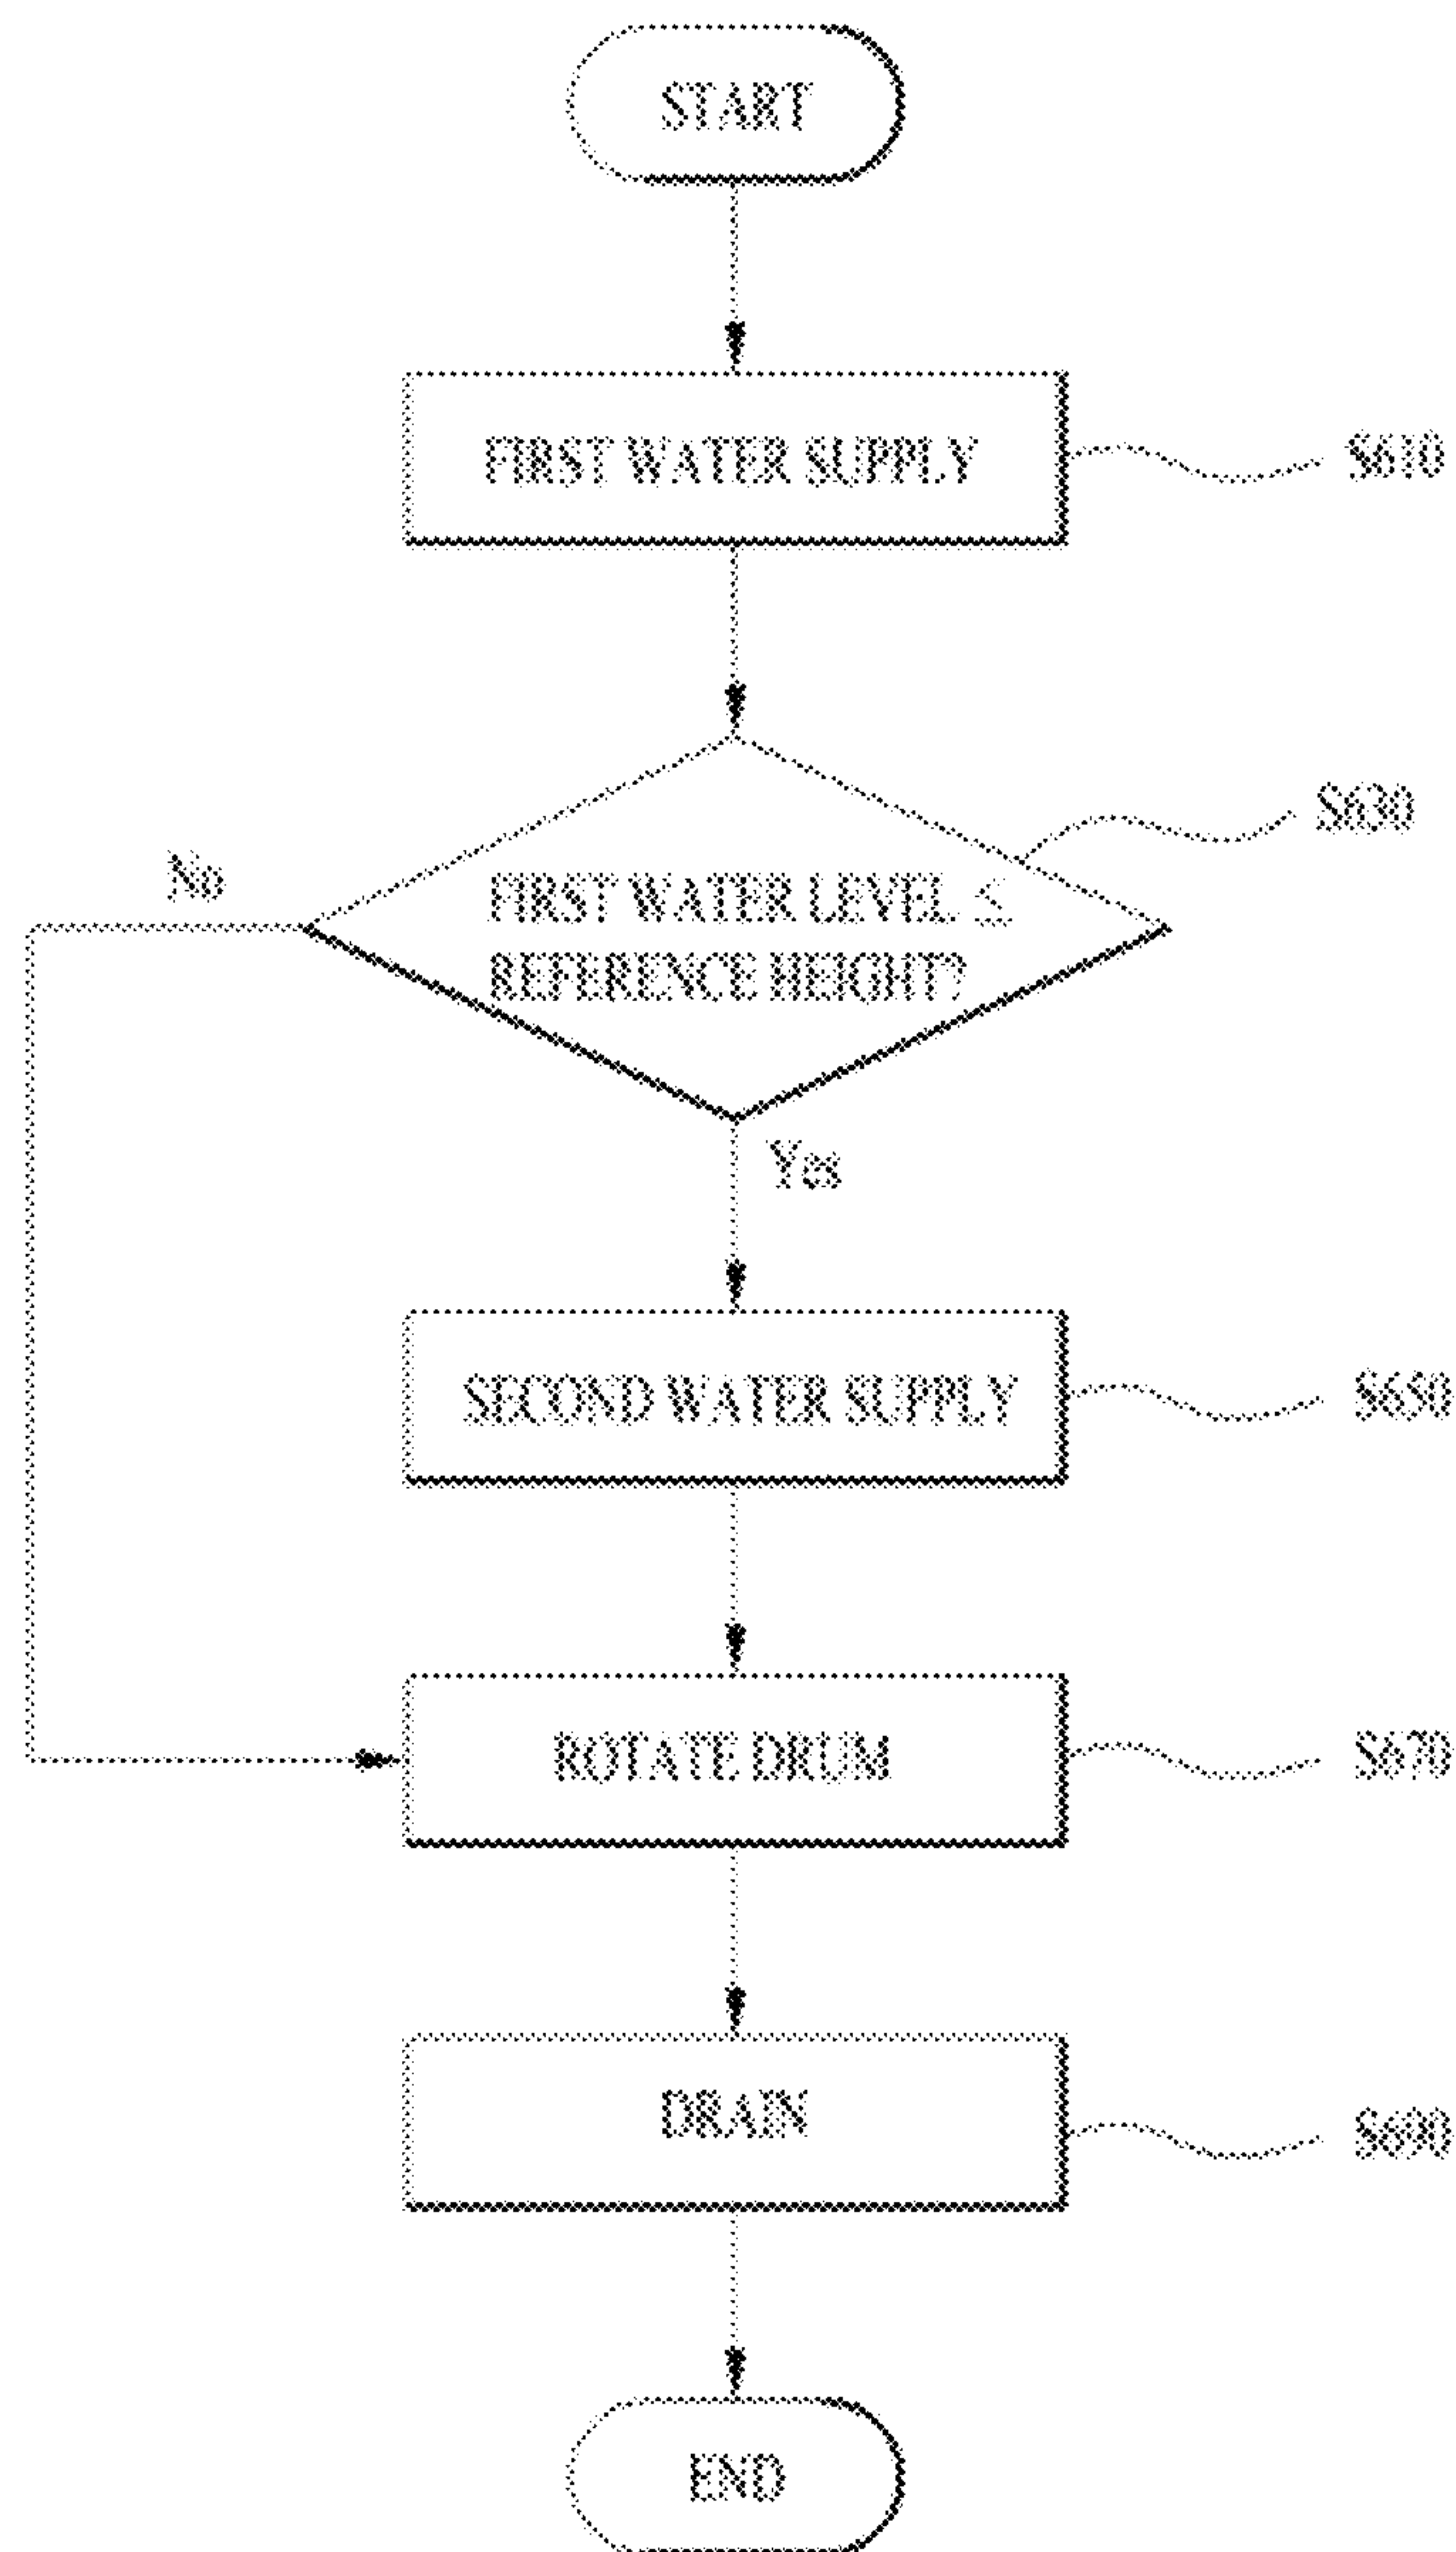 START
FIRST WATER SUPPLY
S610
S630
No
FIRST WATER LEVEL ≤
REFERENCE HEIGHT?
Yes
SECOND WATER SUPPLY
S650
ROTATE DRUM
S670
DRAIN
S690
END